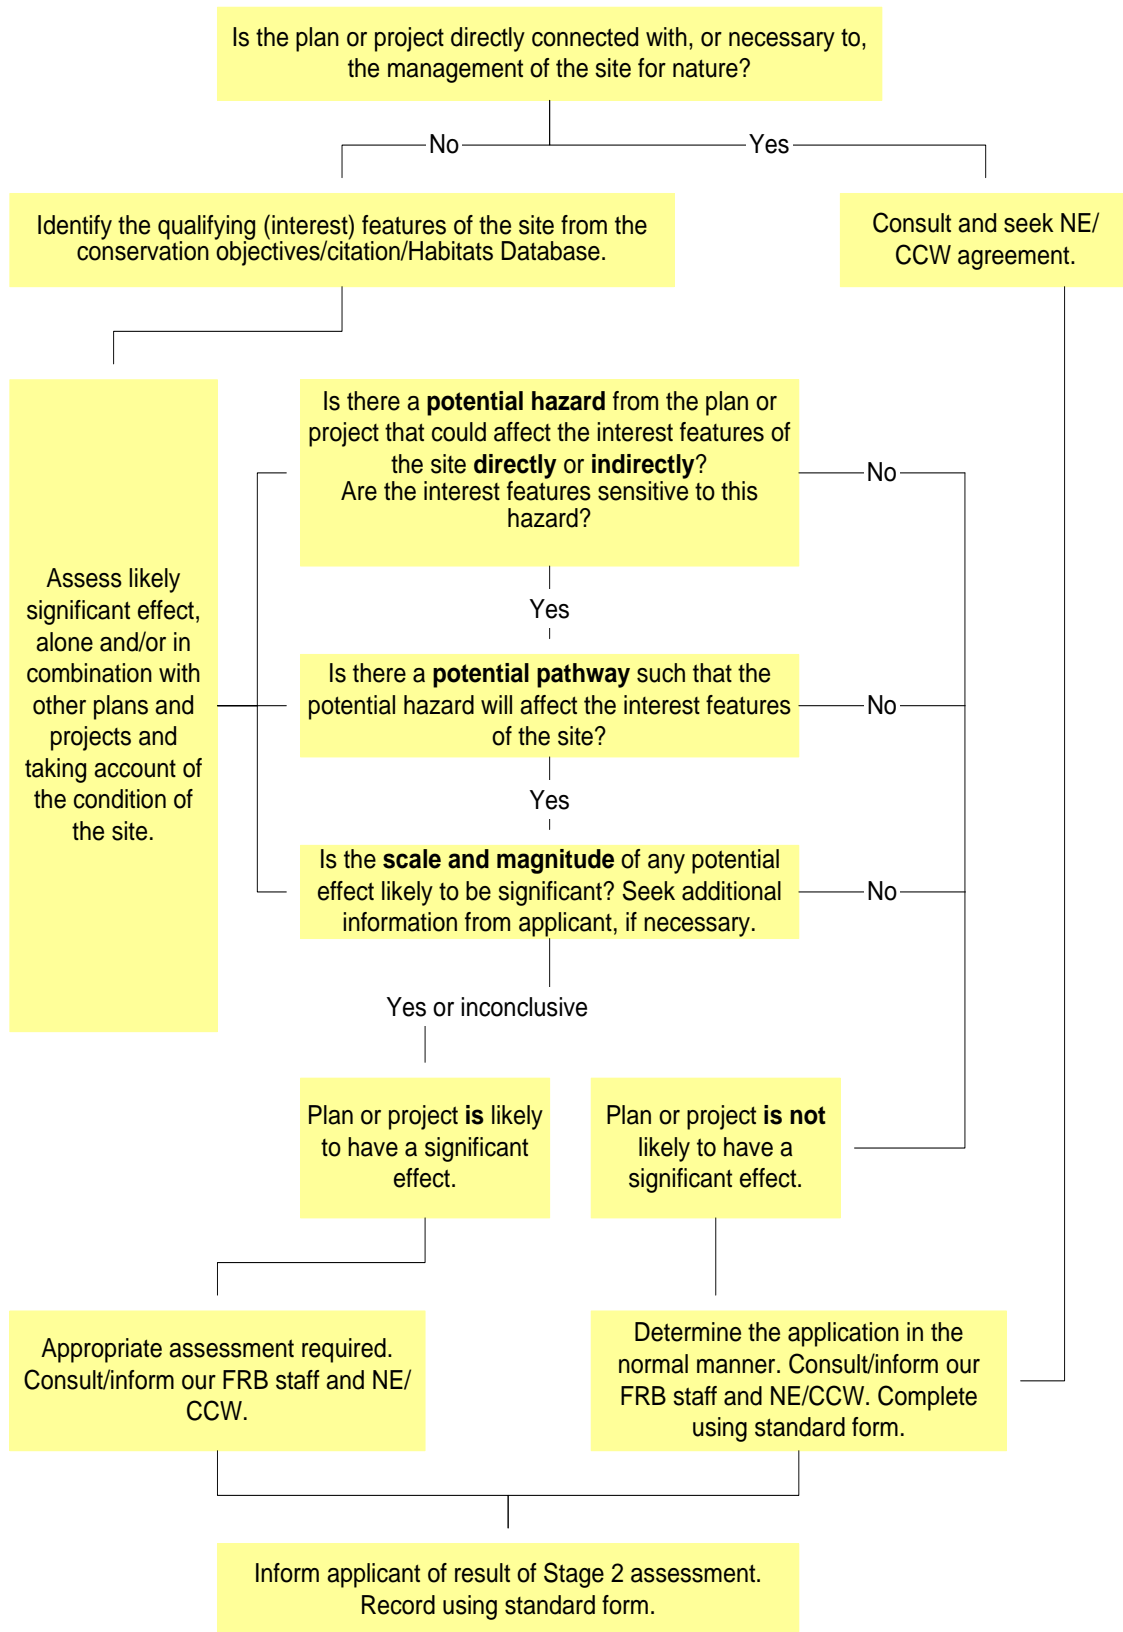 Is the plan or project directly connected with, or necessary to,
the management of the site for nature?
No
Yes
Identify the qualifying (interest) features of the site from the
conservation objectives/citation/Habitats Database.
Consult and seek NE/
CCW agreement.
Assess likely
significant effect,
alone and/or in
combination with
other plans and
projects and
taking account of
the condition of
the site.
Is there a potential hazard from the plan or
project that could affect the interest features of
the site directly or indirectly?
Are the interest features sensitive to this
hazard?
No
Yes
Is there a potential pathway such that the
potential hazard will affect the interest features
of the site?
No
Yes
Is the scale and magnitude of any potential
effect likely to be significant? Seek additional
information from applicant, if necessary.
No
Yes or inconclusive
Plan or project is likely
to have a significant
effect.
Plan or project is not
likely to have a
significant effect.
Appropriate assessment required.
Consult/inform our FRB staff and NE/
CCW.
Determine the application in the
normal manner. Consult/inform our
FRB staff and NE/CCW. Complete
using standard form.
Inform applicant of result of Stage 2 assessment.
Record using standard form.